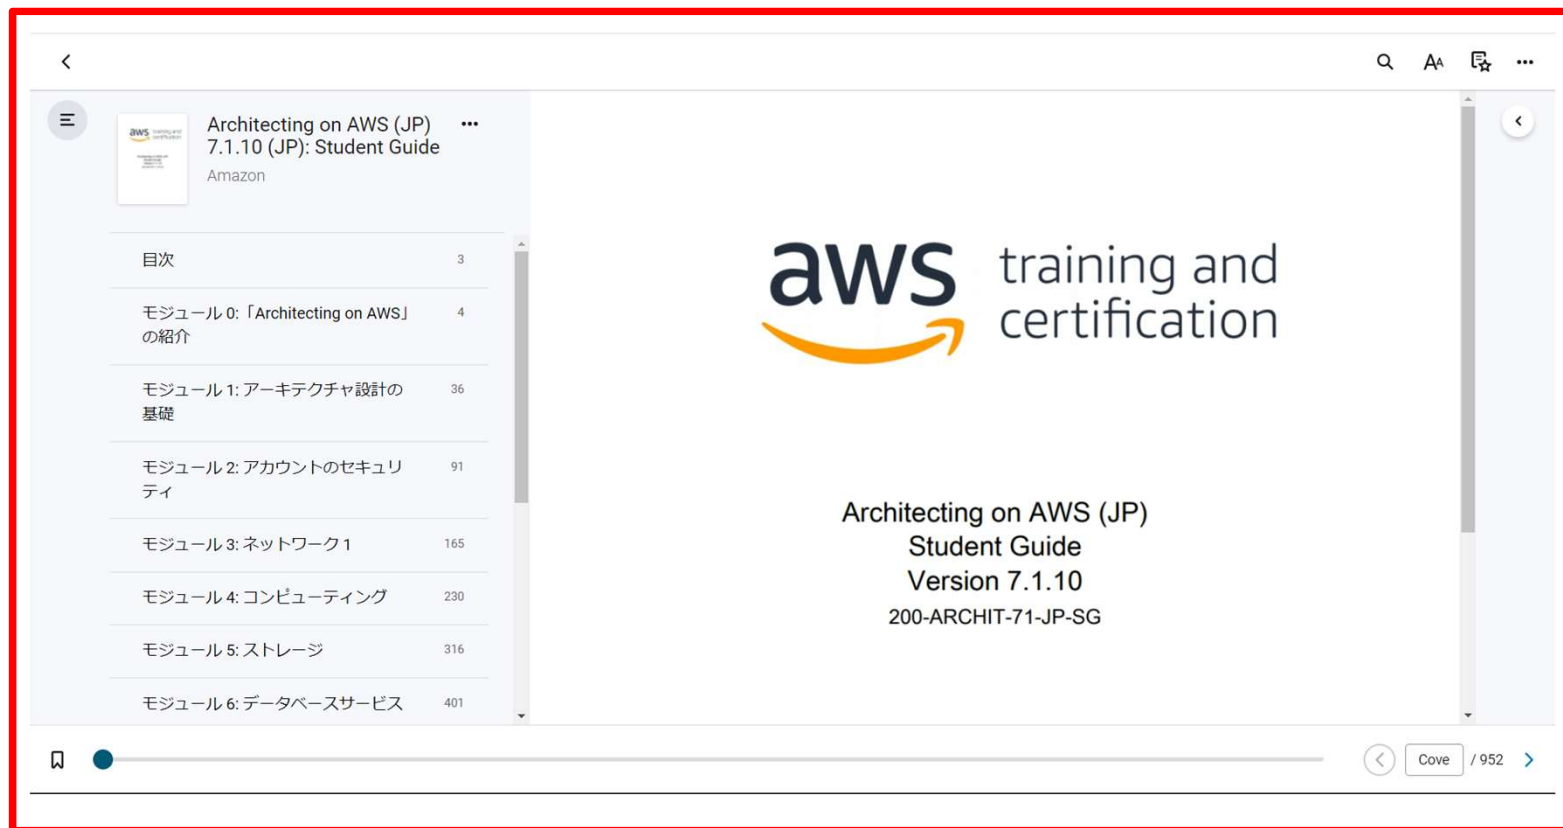 Architecting on AWS (JP)
7.1.10 (JP): Student Guide
Amazon
目次 3
モジュール 0:「Architecting on AWS」 4
の紹介
モジュール 1: アーキテクチャ設計の 36
基礎
モジュール 2: アカウントのセキュリ 91
ティ
モジュール 3: ネットワーク 1 165
モジュール 4: コンピューティング 230
モジュール 5: ストレージ 316
モジュール 6: データベースサービス 401
aws training and
certification
Architecting on AWS (JP)
Student Guide
Version 7.1.10
200-ARCHIT-71-JP-SG
Cove / 952